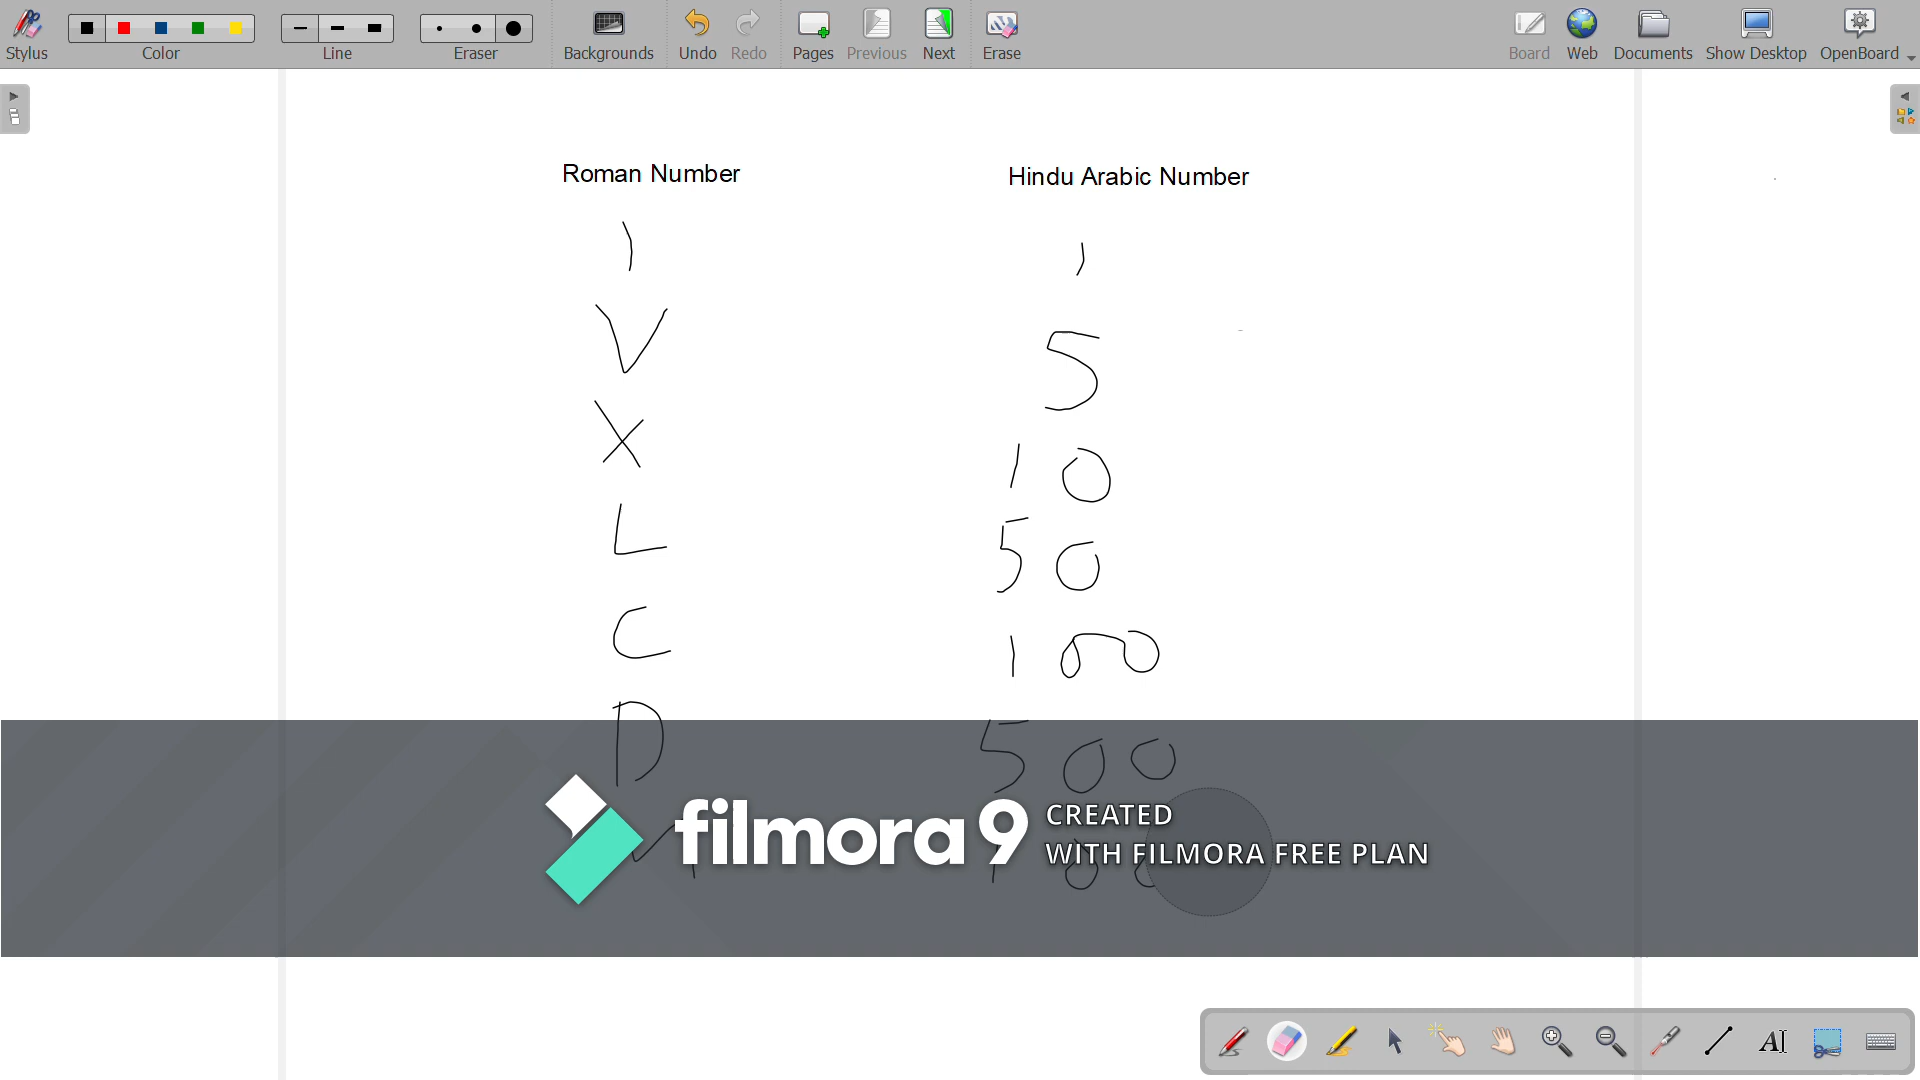 Stylus Color Line Eraser Backgrounds Undo Redo Pages Previous Next Erase Board Web Documents Show Desktop OpenBoard
Roman Number Hindu Arabic Number
I 1
V 5
X 10
L 50
C 100
D 500
filmora9 CREATED
WITH FILMORA FREE PLAN